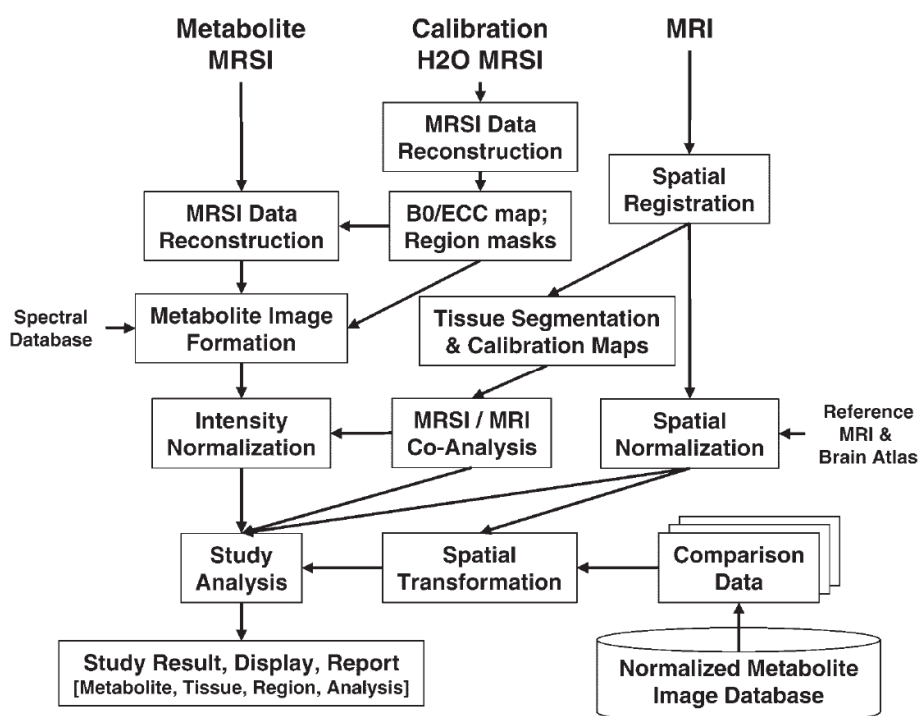 Metabolite
MRSI
Calibration
H2O MRSI
MRI
MRSI Data
Reconstruction
Spatial
Registration
MRSI Data
Reconstruction
B0/ECC map;
Region masks
Spectral
Database
Metabolite Image
Formation
Tissue Segmentation
& Calibration Maps
Intensity
Normalization
MRSI / MRI
Co-Analysis
Spatial
Normalization
Reference
MRI &
Brain Atlas
Study
Analysis
Spatial
Transformation
Comparison
Data
Study Result, Display, Report
[Metabolite, Tissue, Region, Analysis]
Normalized Metabolite
Image Database